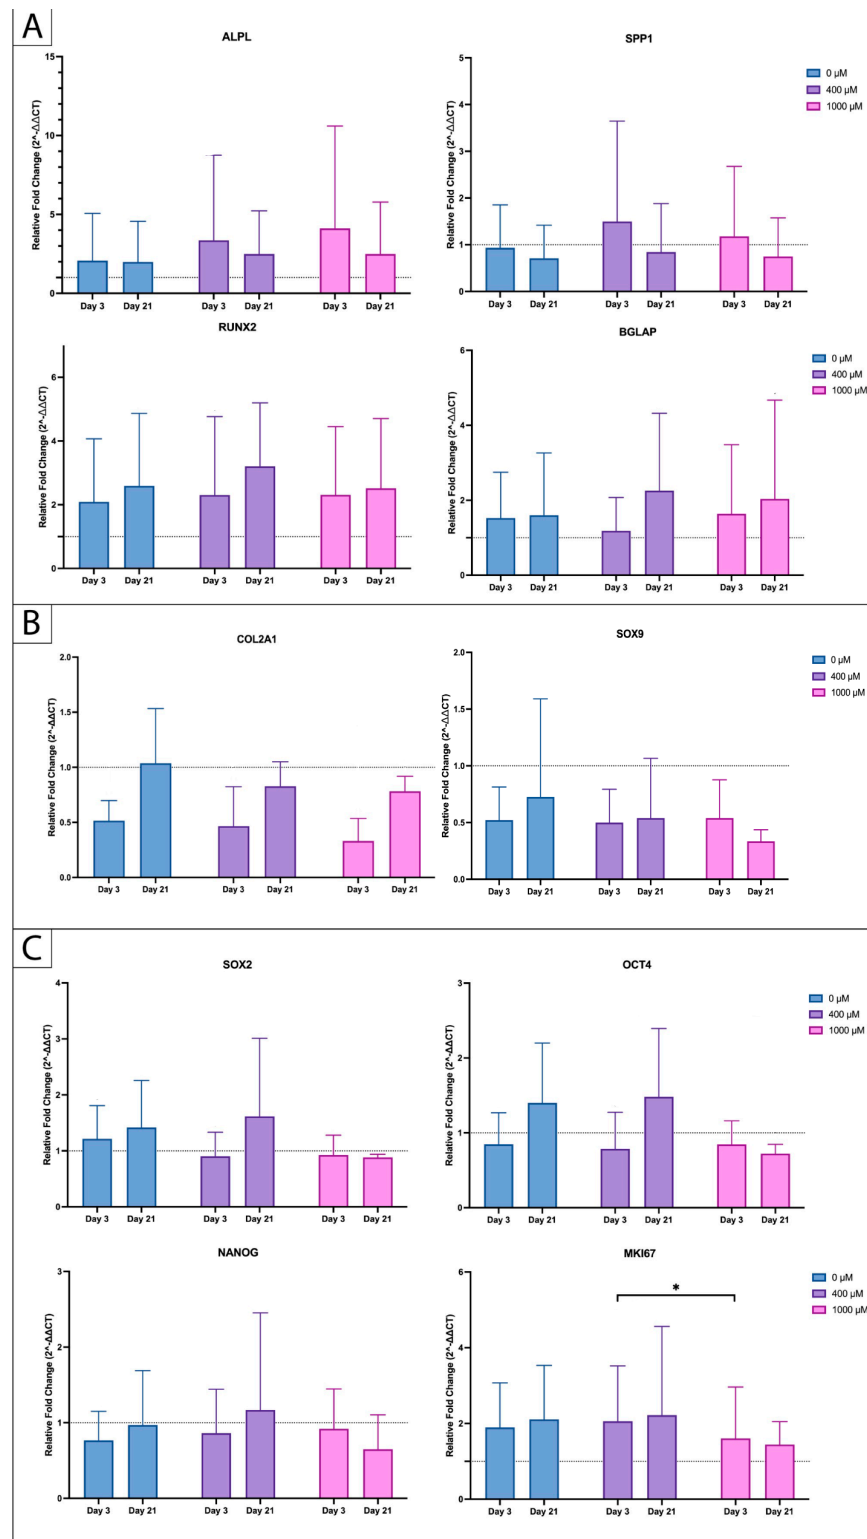 A
ALPL
Relative Fold Change (2^-△△CT)
15
10
5
0
Day 3 Day 21 Day 3 Day 21 Day 3 Day 21
SPP1
Relative Fold Change (2^-△△CT)
5
4
3
2
1
0
Day 3 Day 21 Day 3 Day 21 Day 3 Day 21
0 µM
400 µM
1000 µM
RUNX2
Relative Fold Change (2^-△△CT)
6
4
2
0
Day 3 Day 21 Day 3 Day 21 Day 3 Day 21
BGLAP
Relative Fold Change (2^-△△CT)
6
4
2
0
Day 3 Day 21 Day 3 Day 21 Day 3 Day 21
0 µM
400 µM
1000 µM
B
COL2A1
Relative Fold Change (2^-ΔΔCT)
2.0
1.5
1.0
0.5
0.0
Day 3 Day 21 Day 3 Day 21 Day 3 Day 21
SOX9
Relative Fold Change (2^-△△CT)
2.0
1.5
1.0
0.5
0.0
Day 3 Day 21 Day 3 Day 21 Day 3 Day 21
0 µM
400 µM
1000 µM
C
SOX2
Relative Fold Change (2^-ΔΔCT)
4
3
2
1
0
Day 3 Day 21 Day 3 Day 21 Day 3 Day 21
OCT4
Relative Fold Change (2^-ΔΔCT)
3
2
1
0
Day 3 Day 21 Day 3 Day 21 Day 3 Day 21
0 µM
400 µM
1000 µM
NANOG
Relative Fold Change (2^-ΔΔCT)
3
2
1
0
Day 3 Day 21 Day 3 Day 21 Day 3 Day 21
MKI67
Relative Fold Change (2^-ΔΔCT)
6
4
2
0
*
Day 3 Day 21 Day 3 Day 21 Day 3 Day 21
0 µM
400 µM
1000 µM